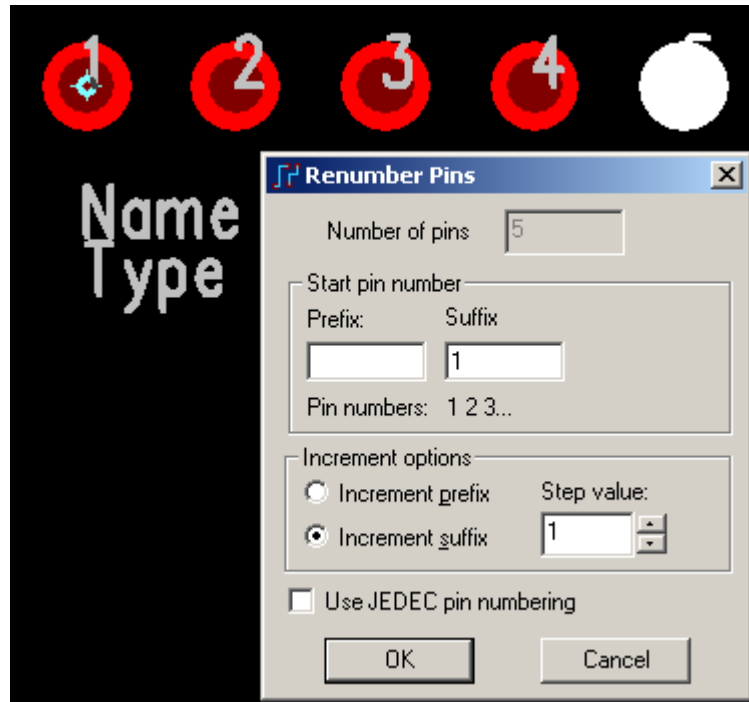 1 2 3 4
Renumber Pins
Name
Type
Number of pins 5
Start pin number
Prefix: Suffix
1
Pin numbers: 1 2 3...
Increment options
Increment prefix Step value:
Increment suffix 1
Use JEDEC pin numbering
OK Cancel